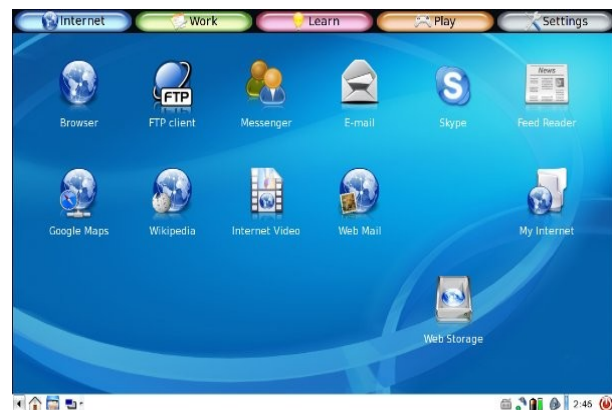 Internet Work Learn Play Settings
FTP News
Browser FTP client Messenger E-mail Skype Feed Reader
Google Maps Wikipedia Internet Video Web Mail My Internet
Web Storage
2:46